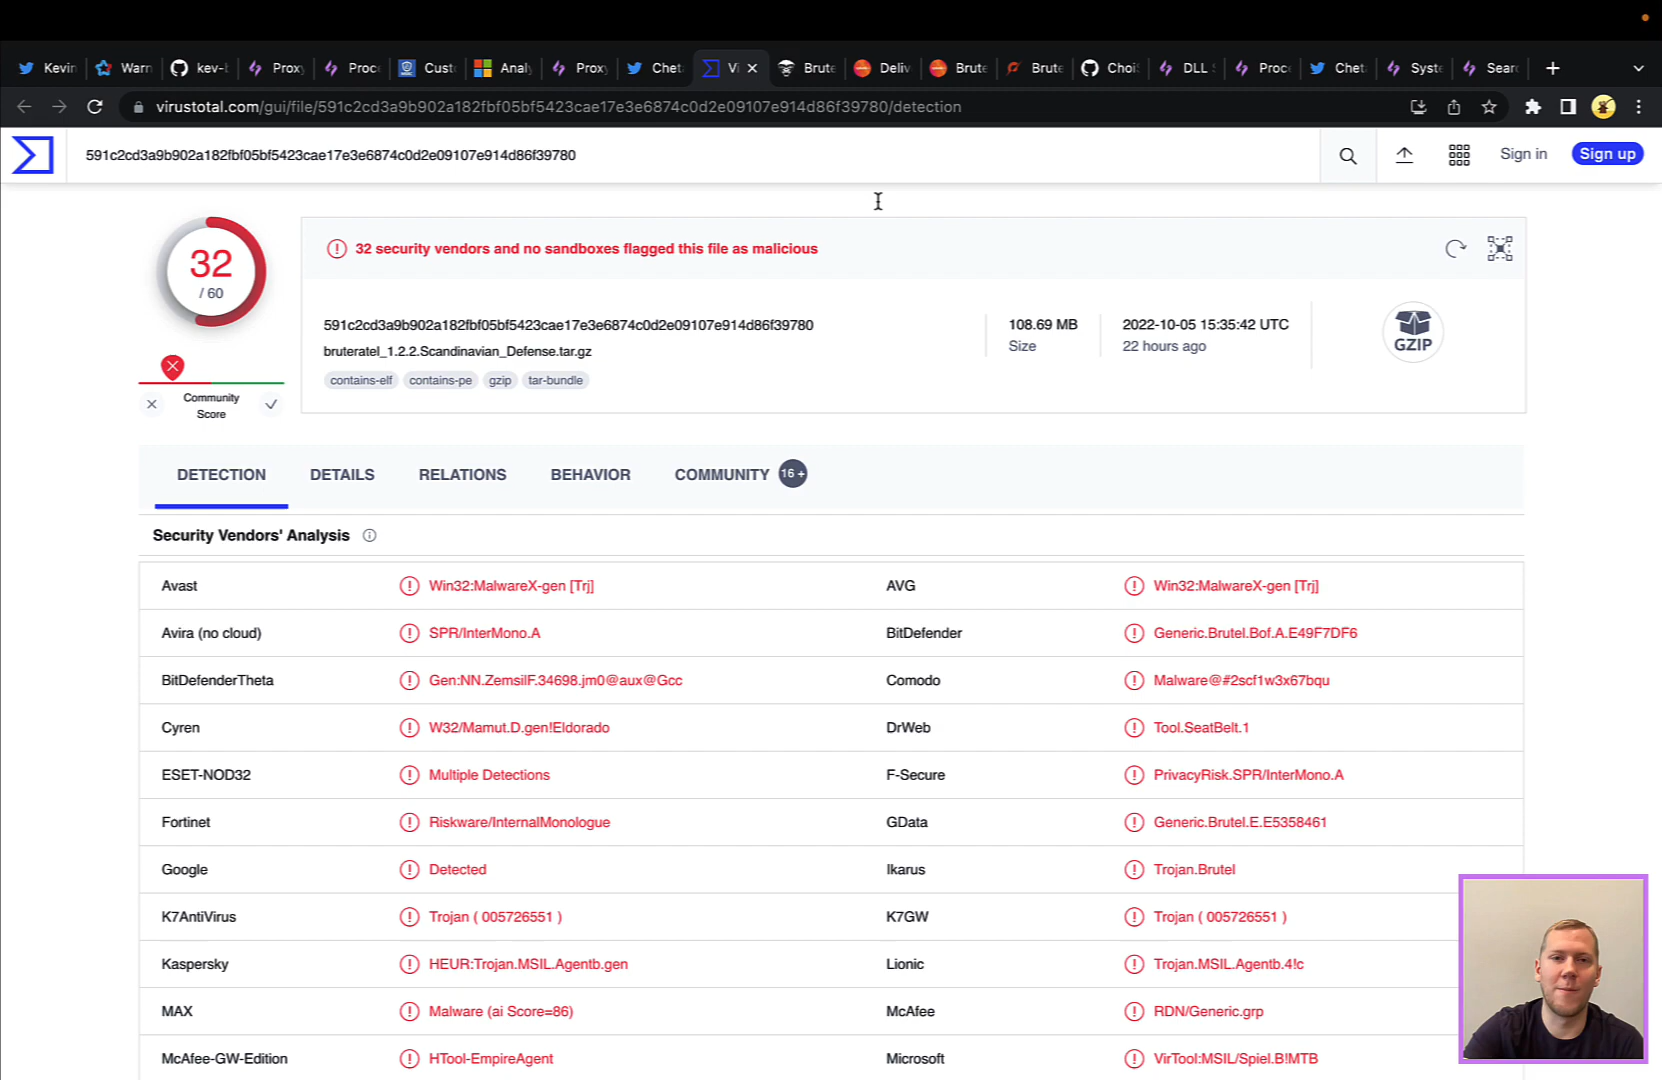 Kevin
Warn
kev-b
Proxy
Proce
Custo
Analy
Proxy
Cheta
Vi
Brute
Deliv
Brute
Brute
Choi
DLL S
Proce
Cheta
Syste
Searc
virustotal.com/gui/file/591c2cd3a9b902a182fbf05bf5423cae17e3e6874c0d2e09107e914d86f39780/detection
591c2cd3a9b902a182fbf05bf5423cae17e3e6874c0d2e09107e914d86f39780
Sign in
Sign up
32
/ 60
Community
Score
32 security vendors and no sandboxes flagged this file as malicious
591c2cd3a9b902a182fbf05bf5423cae17e3e6874c0d2e09107e914d86f39780
bruteratel_1.2.2.Scandinavian_Defense.tar.gz
contains-elf contains-pe gzip tar-bundle
108.69 MB
Size
2022-10-05 15:35:42 UTC
22 hours ago
GZIP
DETECTION DETAILS RELATIONS BEHAVIOR COMMUNITY 16 +
Security Vendors' Analysis
Avast Win32:MalwareX-gen [Trj] AVG Win32:MalwareX-gen [Trj]
Avira (no cloud) SPR/InterMono.A BitDefender Generic.Brutel.Bof.A.E49F7DF6
BitDefenderTheta Gen:NN.ZemsilF.34698.jm0@aux@Gcc Comodo Malware@#2scf1w3x67bqu
Cyren W32/Mamut.D.gen!Eldorado DrWeb Tool.SeatBelt.1
ESET-NOD32 Multiple Detections F-Secure PrivacyRisk.SPR/InterMono.A
Fortinet Riskware/InternalMonologue GData Generic.Brutel.E.E5358461
Google Detected Ikarus Trojan.Brutel
K7AntiVirus Trojan ( 005726551 ) K7GW Trojan ( 005726551 )
Kaspersky HEUR:Trojan.MSIL.Agentb.gen Lionic Trojan.MSIL.Agentb.4!c
MAX Malware (ai Score=86) McAfee RDN/Generic.grp
McAfee-GW-Edition HTool-EmpireAgent Microsoft VirTool:MSIL/Spiel.B!MTB